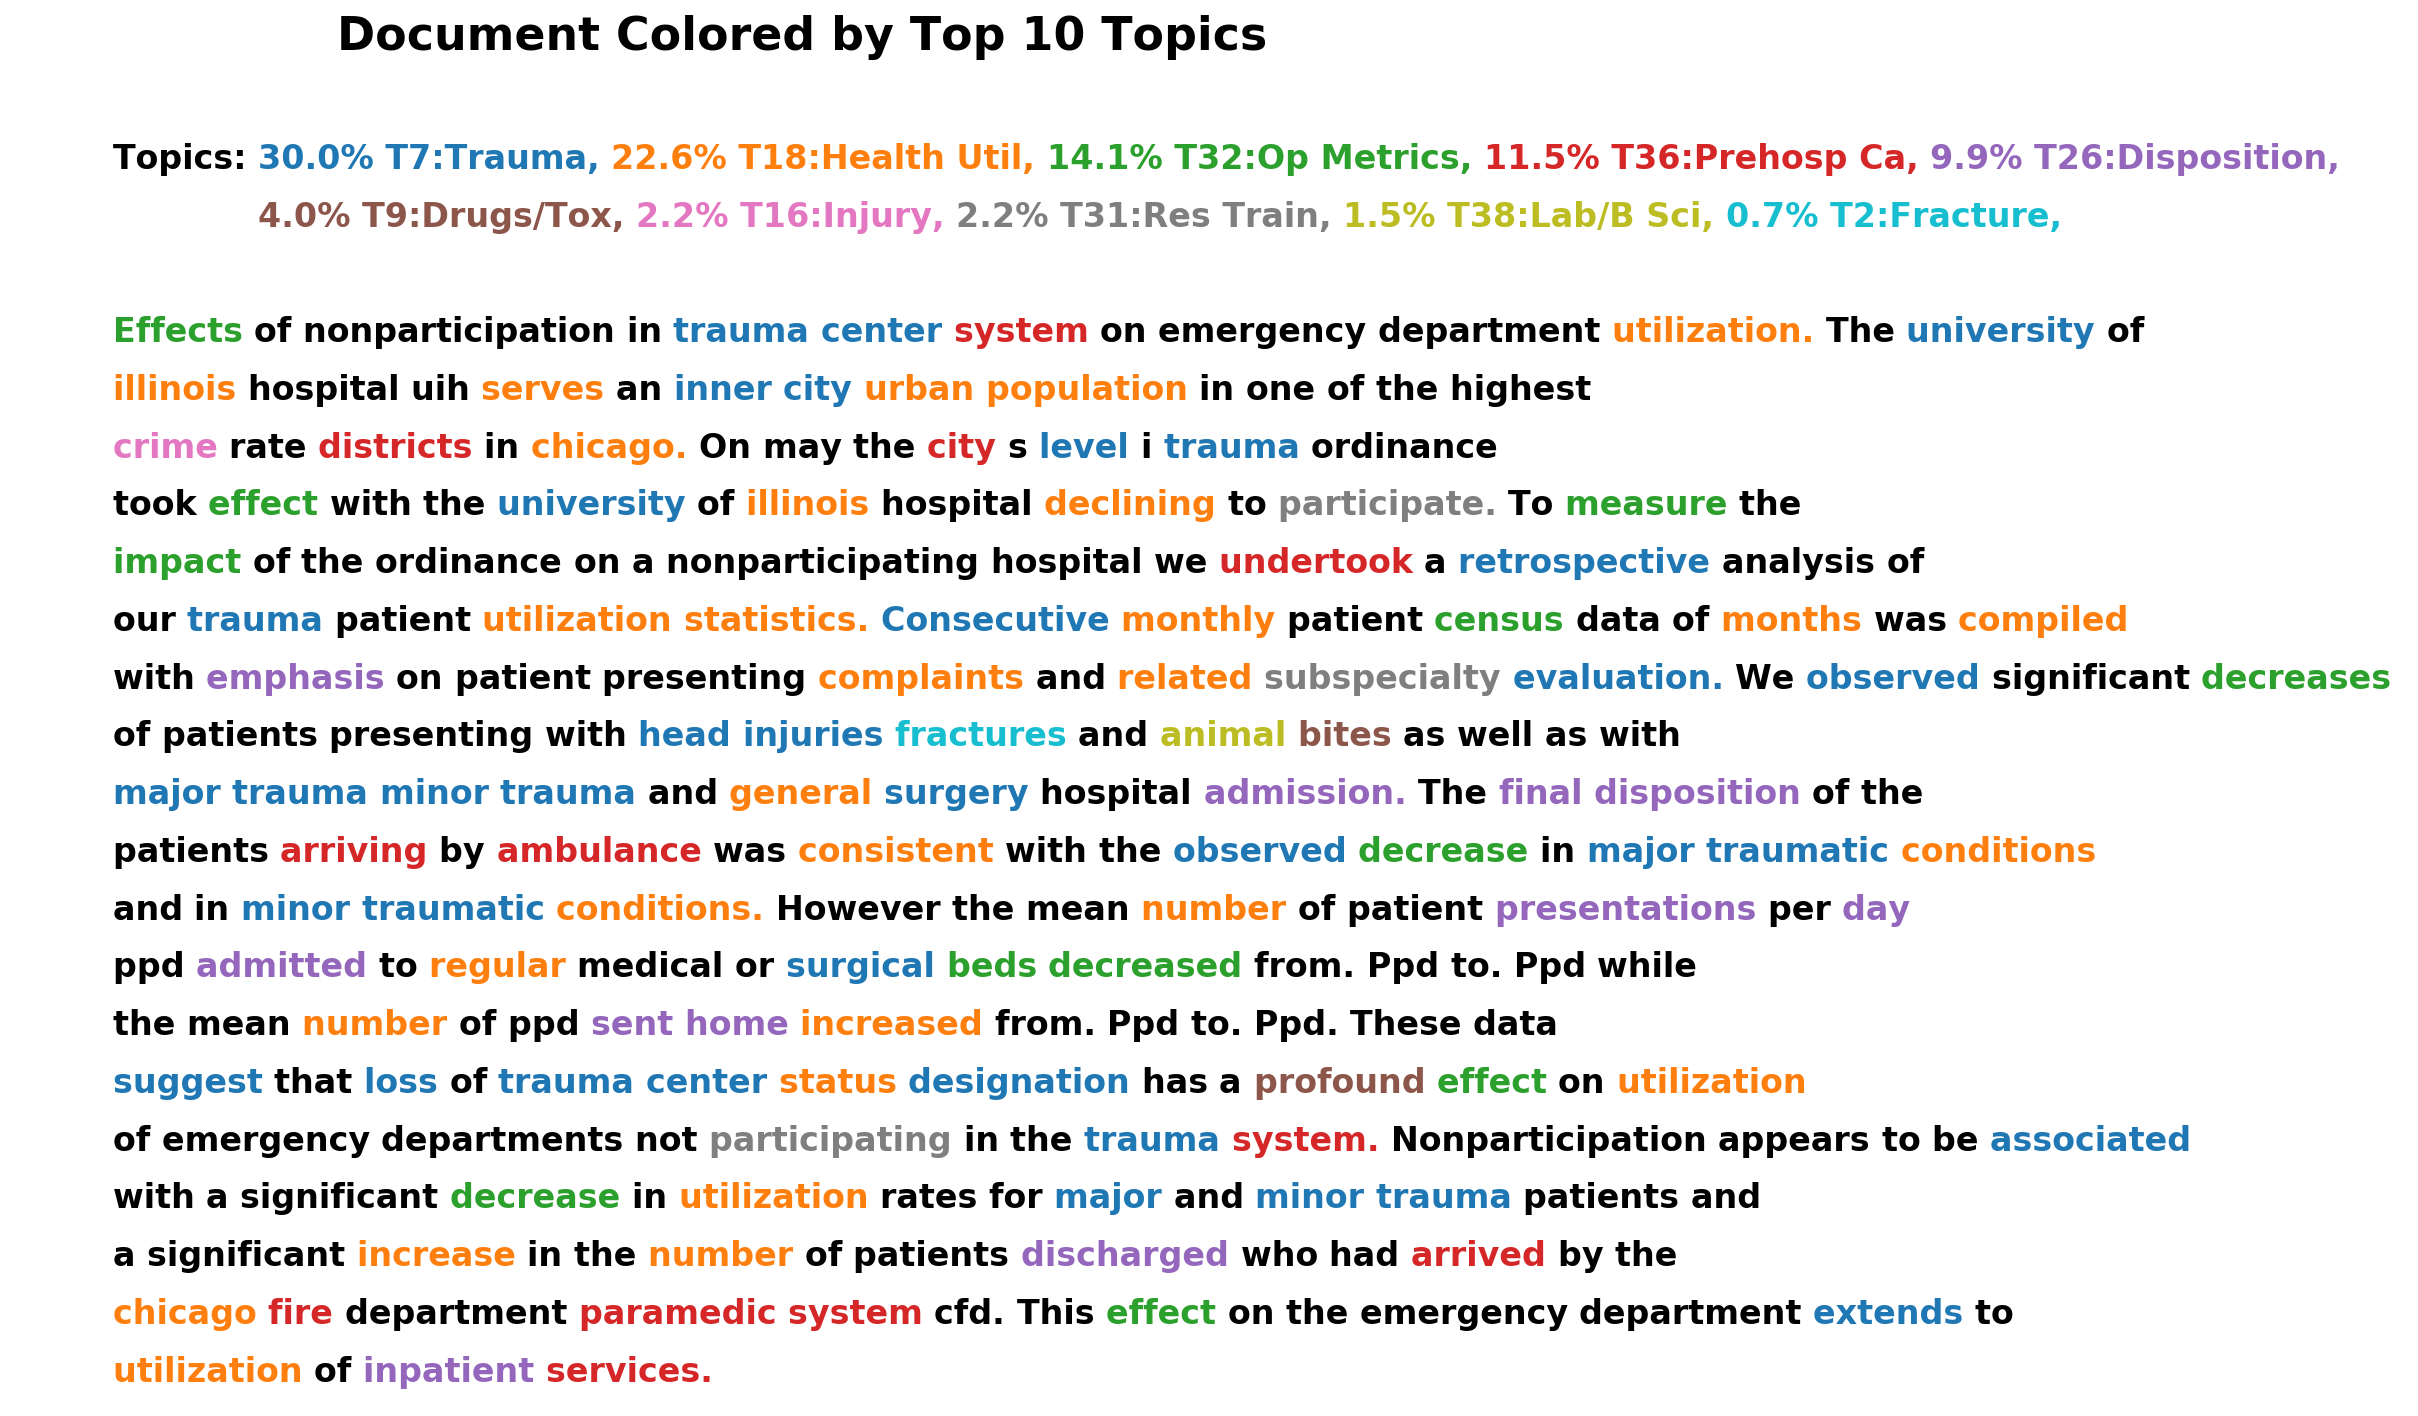 Document Colored by Top 10 Topics
Topics: 30.0% T7:Trauma, 22.6% T18:Health Util, 14.1% T32:Op Metrics, 11.5% T36:Prehosp Ca, 9.9% T26:Disposition,
4.0% T9:Drugs/Tox, 2.2% T16:Injury, 2.2% T31:Res Train, 1.5% T38:Lab/B Sci, 0.7% T2:Fracture,
Effects of nonparticipation in trauma center system on emergency department utilization. The university of
illinois hospital uih serves an inner city urban population in one of the highest
crime rate districts in chicago. On may the city s level i trauma ordinance
took effect with the university of illinois hospital declining to participate. To measure the
impact of the ordinance on a nonparticipating hospital we undertook a retrospective analysis of
our trauma patient utilization statistics. Consecutive monthly patient census data of months was compiled
with emphasis on patient presenting complaints and related subspecialty evaluation. We observed significant decreases
of patients presenting with head injuries fractures and animal bites as well as with
major trauma minor trauma and general surgery hospital admission. The final disposition of the
patients arriving by ambulance was consistent with the observed decrease in major traumatic conditions
and in minor traumatic conditions. However the mean number of patient presentations per day
ppd admitted to regular medical or surgical beds decreased from. Ppd to. Ppd while
the mean number of ppd sent home increased from. Ppd to. Ppd. These data
suggest that loss of trauma center status designation has a profound effect on utilization
of emergency departments not participating in the trauma system. Nonparticipation appears to be associated
with a significant decrease in utilization rates for major and minor trauma patients and
a significant increase in the number of patients discharged who had arrived by the
chicago fire department paramedic system cfd. This effect on the emergency department extends to
utilization of inpatient services.